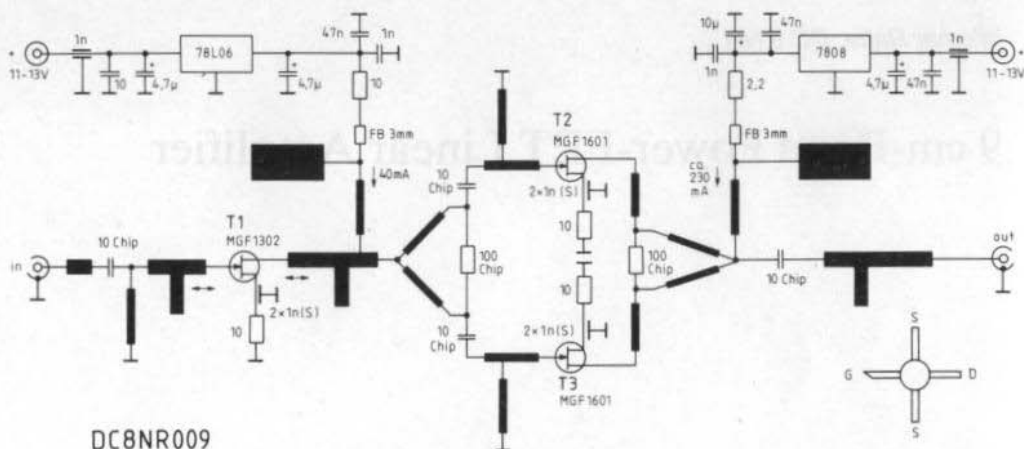 10µ
47n
47n
1n
1n
78L06
1n
7808
1n
+
11-13V
10
4,7µ
4,7µ
10
2,2
4,7µ
47n
+
11-13V
FB 3mm
FB 3mm
T2
MGF1601
40mA
ca.
230
mA
10
Chip
2×1n(S)
T1
MGF1302
10
10 Chip
in
100
Chip
100
Chip
out
10 Chip
10
2×1n(S)
10
10
Chip
2×1n(S)
T3
MGF1601
S
G
D
S
DC8NR009